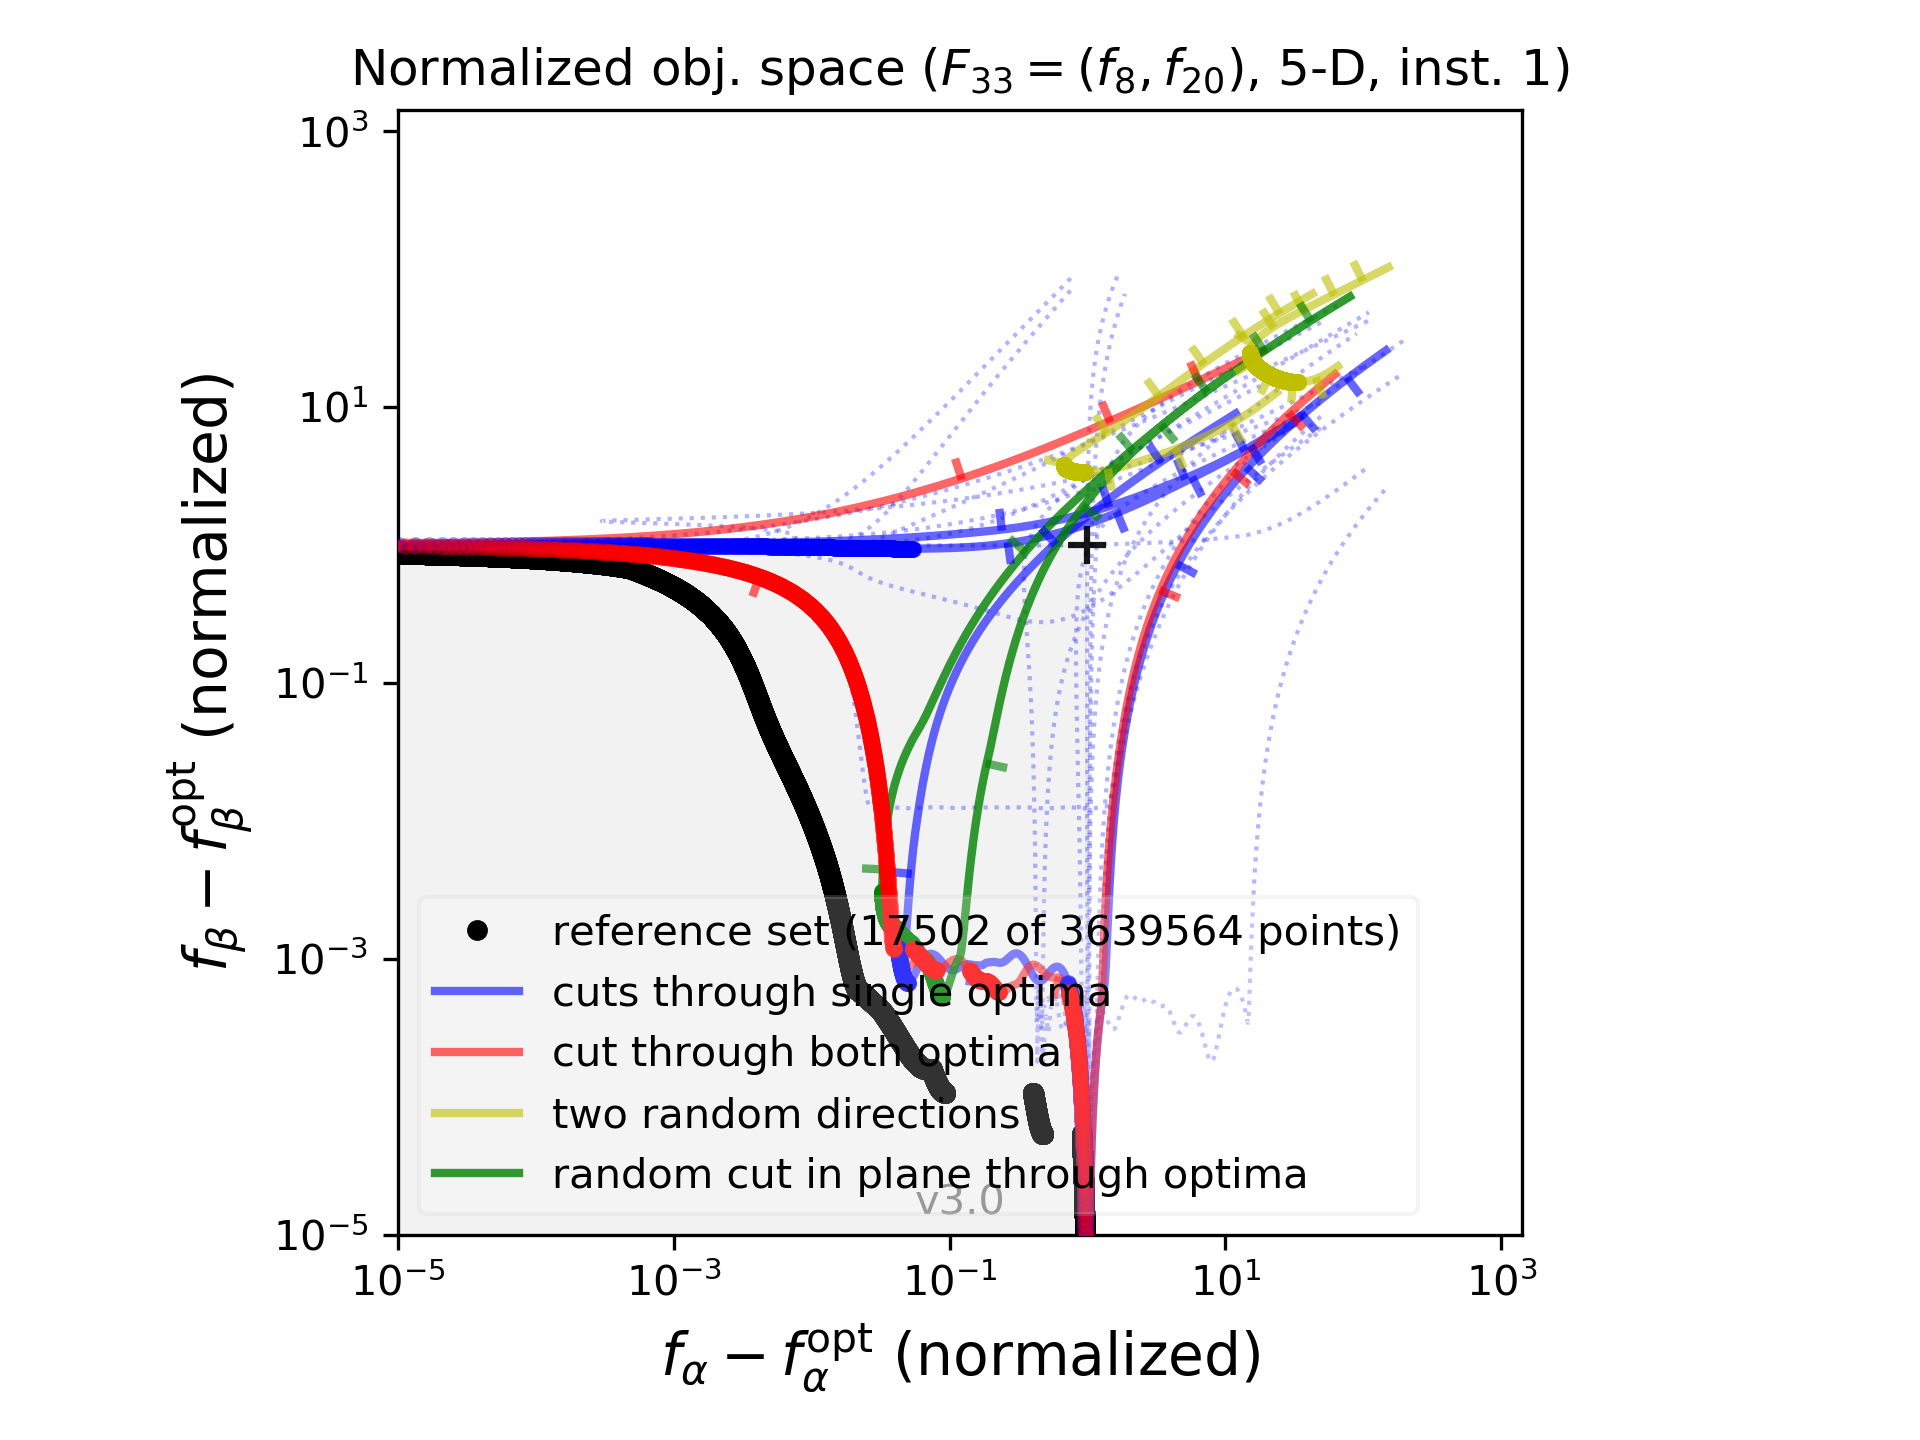 Normalized obj. space (F₃₃ = (f₈, f₂₀), 5-D, inst. 1)
10³
10¹
10⁻¹
10⁻³
10⁻⁵
f_β − f_β^opt (normalized)
reference set (17502 of 3639564 points)
cuts through single optima
cut through both optima
two random directions
random cut in plane through optima
v3.0
10⁻⁵ 10⁻³ 10⁻¹ 10¹ 10³
f_α − f_α^opt (normalized)